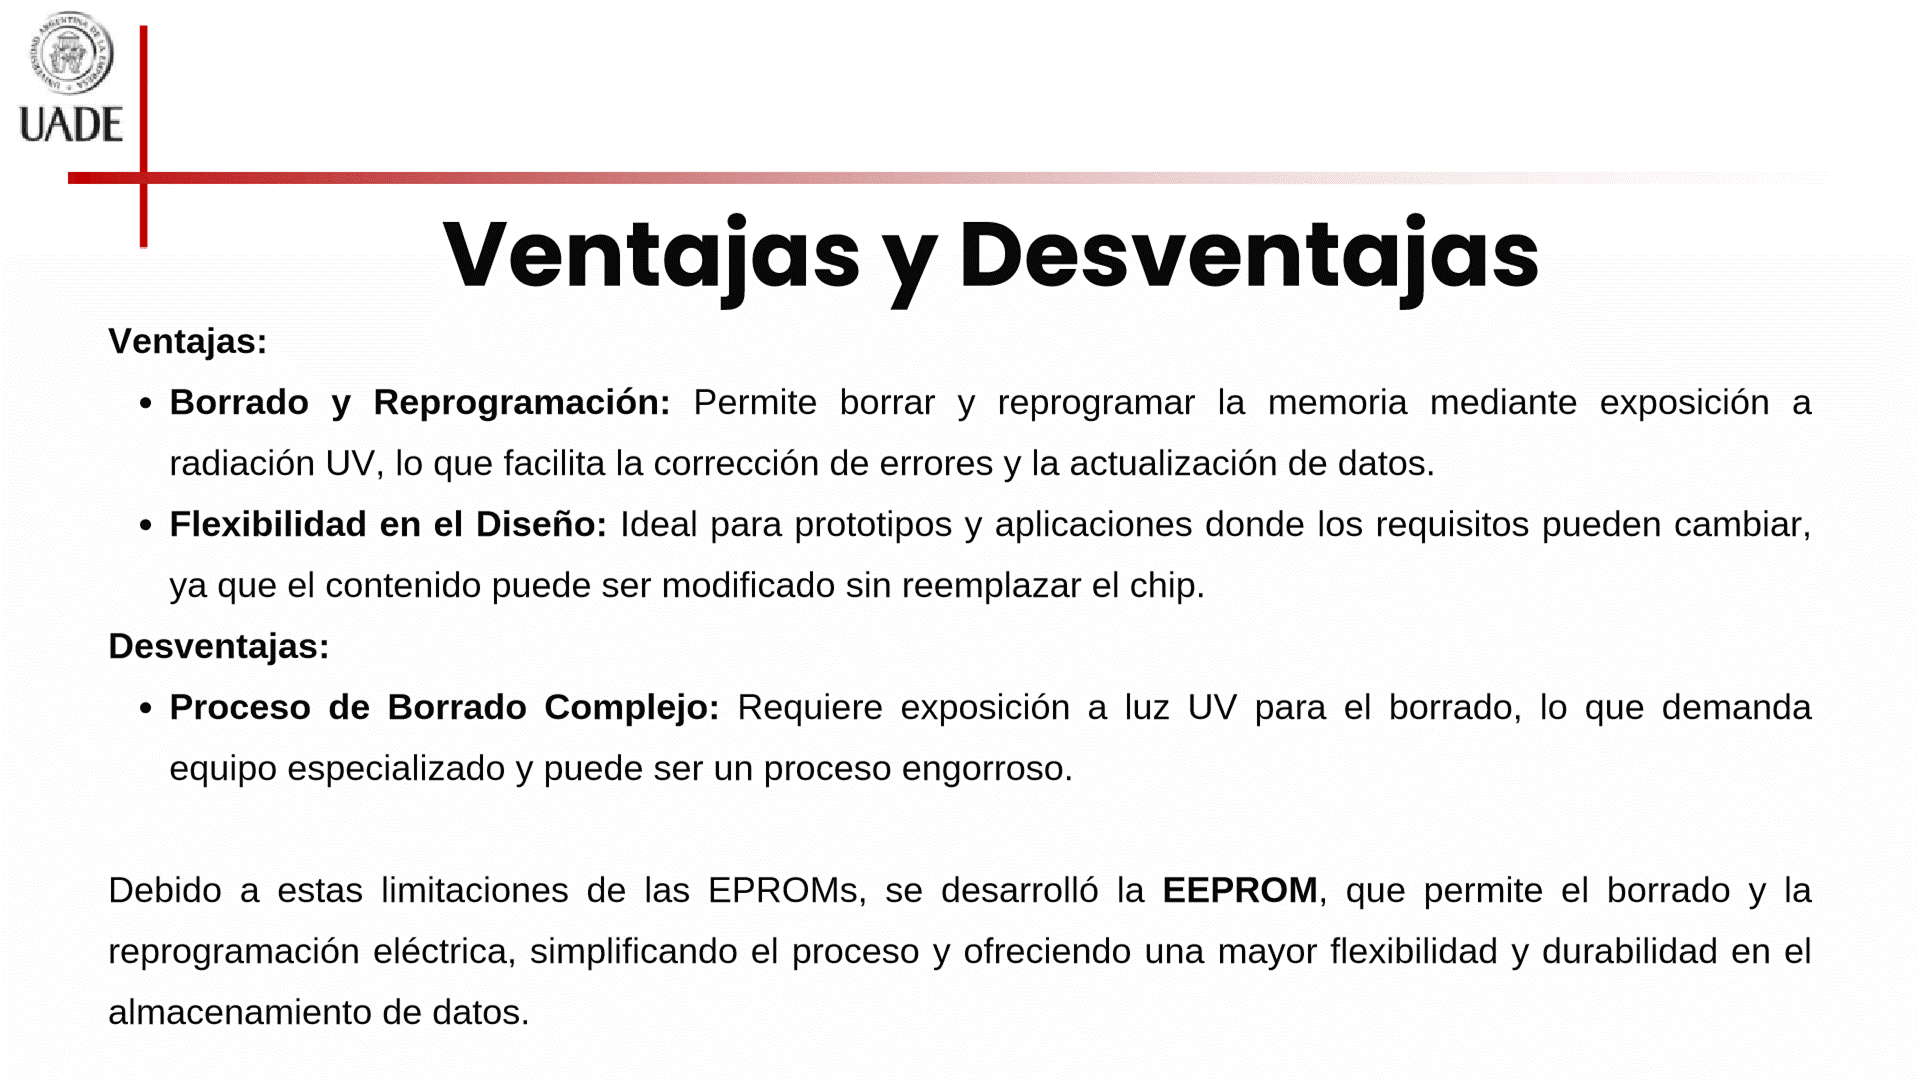 UNIVERSIDAD ARGENTINA DE LA EMPRESA
UADE
Ventajas y Desventajas
Ventajas:
• Borrado y Reprogramación: Permite borrar y reprogramar la memoria mediante exposición a
radiación UV, lo que facilita la corrección de errores y la actualización de datos.
• Flexibilidad en el Diseño: Ideal para prototipos y aplicaciones donde los requisitos pueden cambiar,
ya que el contenido puede ser modificado sin reemplazar el chip.
Desventajas:
• Proceso de Borrado Complejo: Requiere exposición a luz UV para el borrado, lo que demanda
equipo especializado y puede ser un proceso engorroso.
Debido a estas limitaciones de las EPROMs, se desarrolló la EEPROM, que permite el borrado y la
reprogramación eléctrica, simplificando el proceso y ofreciendo una mayor flexibilidad y durabilidad en el
almacenamiento de datos.